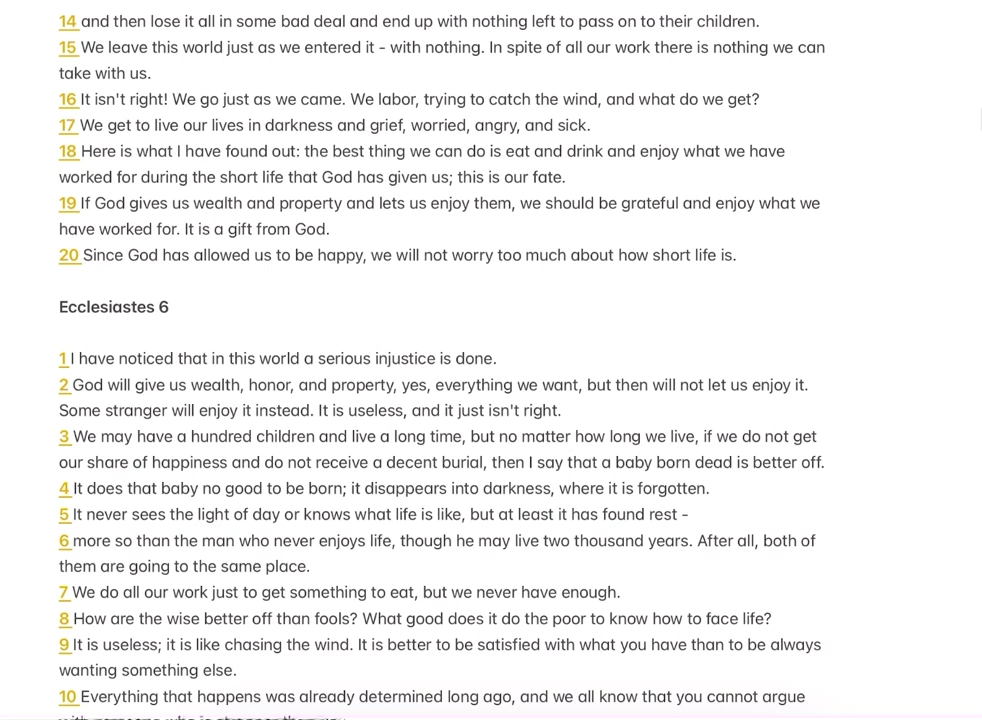 14 and then lose it all in some bad deal and end up with nothing left to pass on to their children.
15 We leave this world just as we entered it - with nothing. In spite of all our work there is nothing we can
take with us.
16 It isn't right! We go just as we came. We labor, trying to catch the wind, and what do we get?
17 We get to live our lives in darkness and grief, worried, angry, and sick.
18 Here is what I have found out: the best thing we can do is eat and drink and enjoy what we have
worked for during the short life that God has given us; this is our fate.
19 If God gives us wealth and property and lets us enjoy them, we should be grateful and enjoy what we
have worked for. It is a gift from God.
20 Since God has allowed us to be happy, we will not worry too much about how short life is.
Ecclesiastes 6
1 I have noticed that in this world a serious injustice is done.
2 God will give us wealth, honor, and property, yes, everything we want, but then will not let us enjoy it.
Some stranger will enjoy it instead. It is useless, and it just isn't right.
3 We may have a hundred children and live a long time, but no matter how long we live, if we do not get
our share of happiness and do not receive a decent burial, then I say that a baby born dead is better off.
4 It does that baby no good to be born; it disappears into darkness, where it is forgotten.
5 It never sees the light of day or knows what life is like, but at least it has found rest -
6 more so than the man who never enjoys life, though he may live two thousand years. After all, both of
them are going to the same place.
7 We do all our work just to get something to eat, but we never have enough.
8 How are the wise better off than fools? What good does it do the poor to know how to face life?
9 It is useless; it is like chasing the wind. It is better to be satisfied with what you have than to be always
wanting something else.
10 Everything that happens was already determined long ago, and we all know that you cannot argue